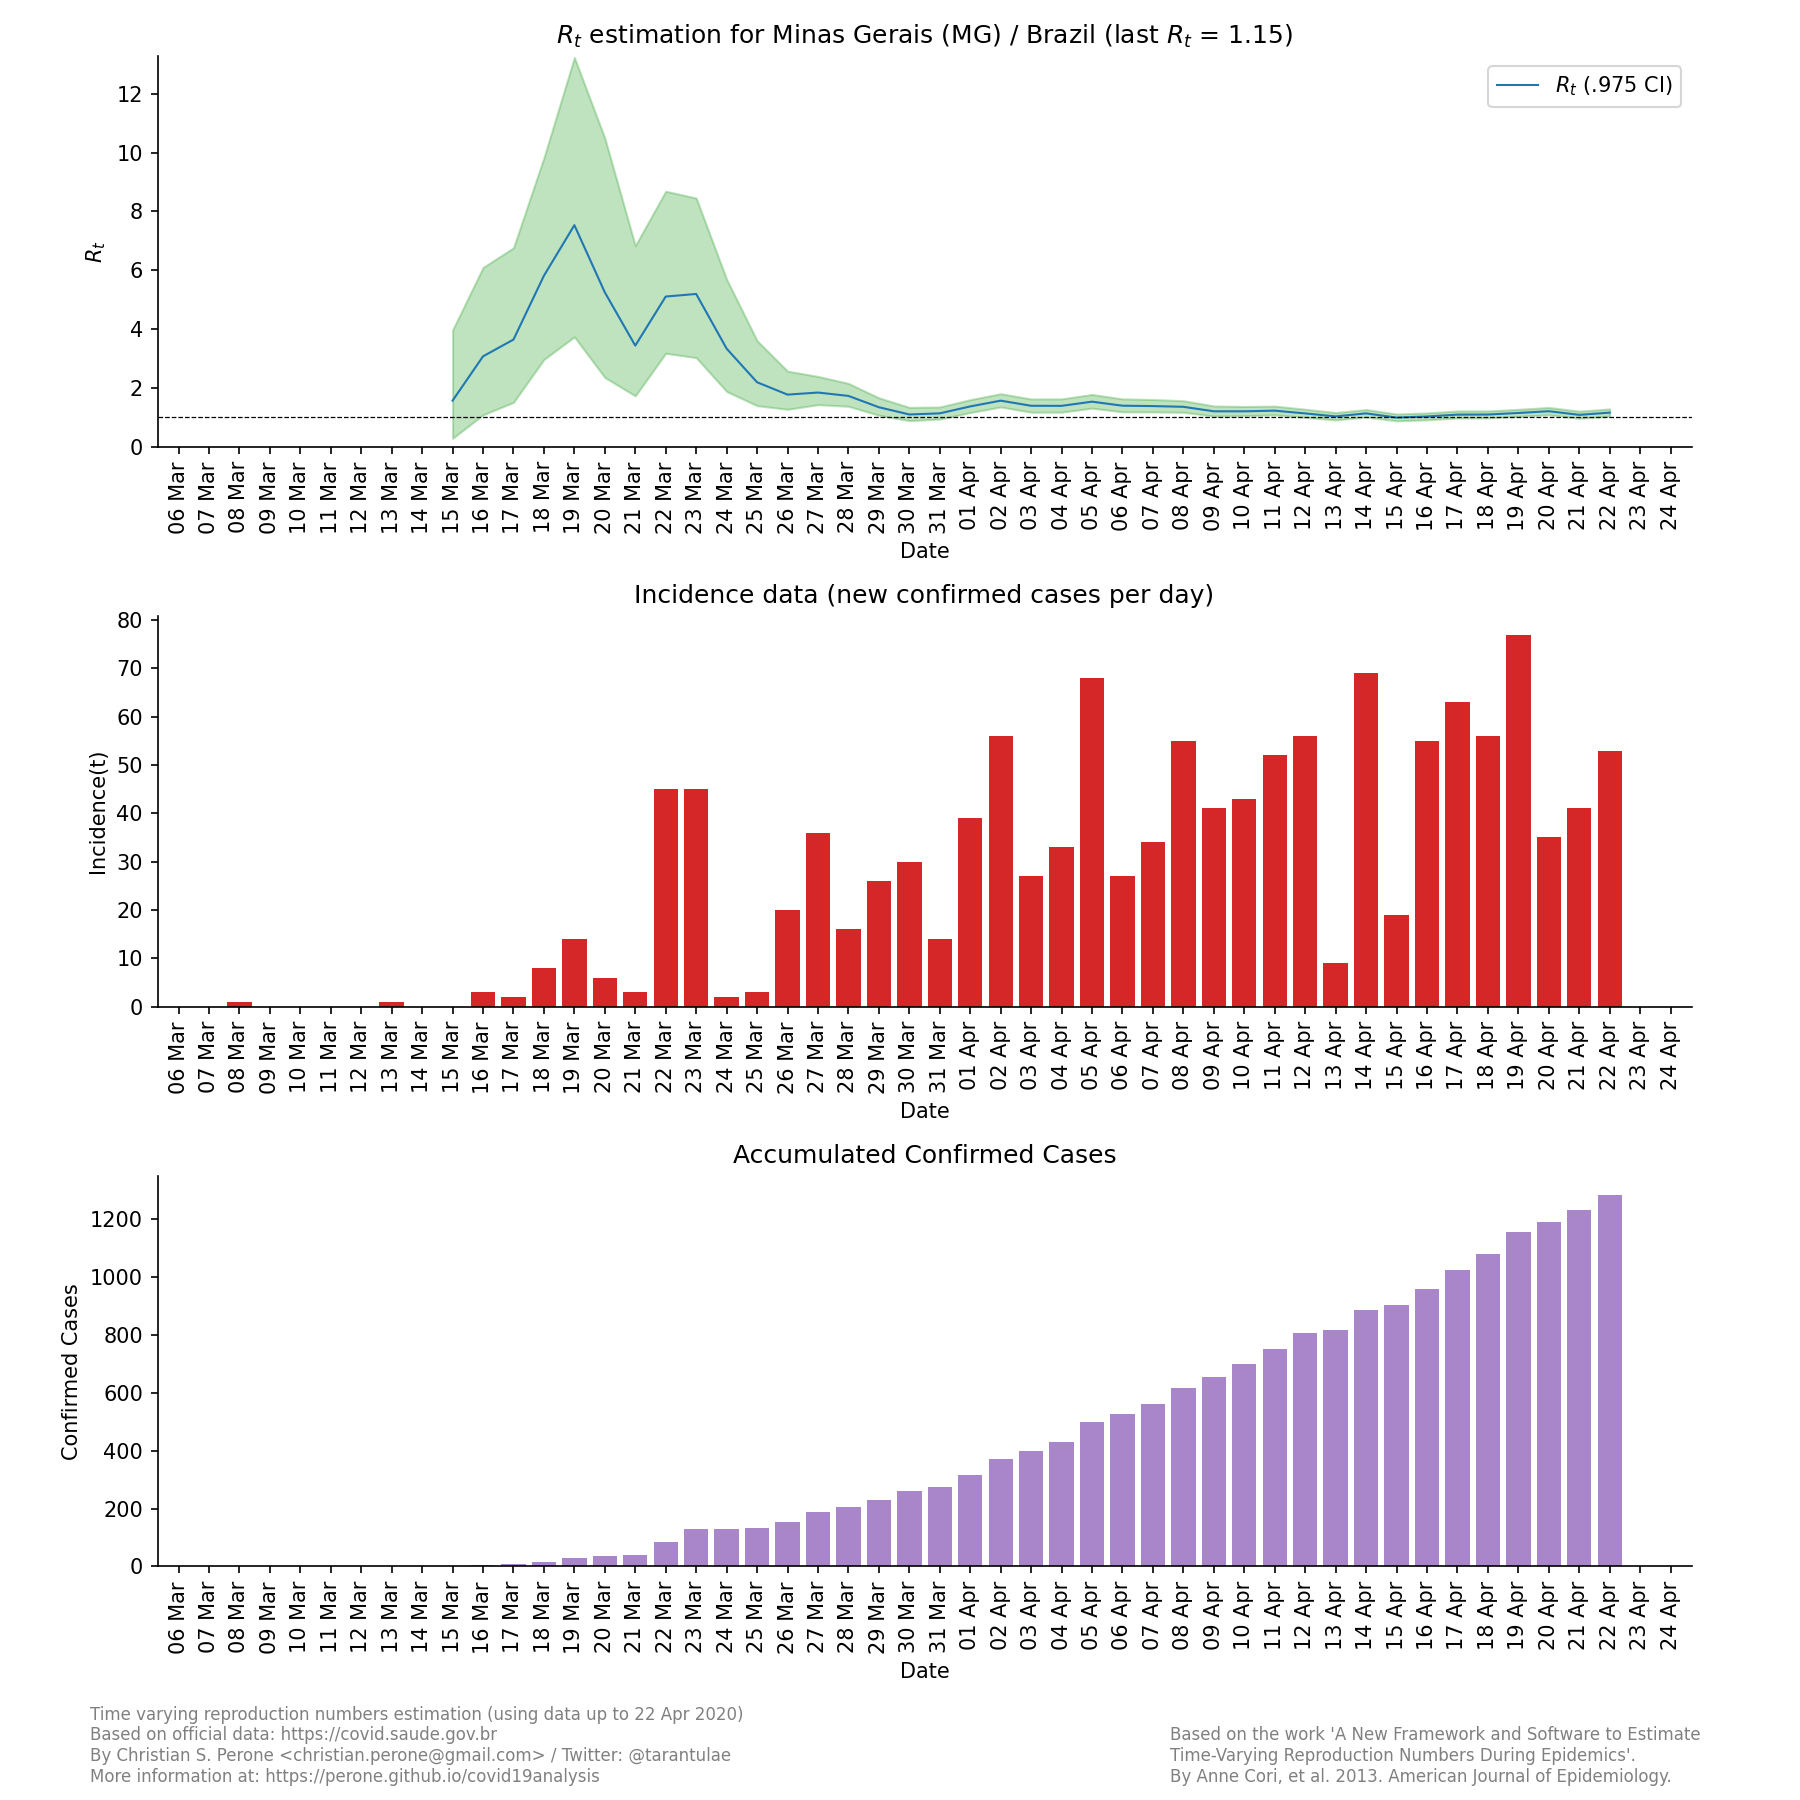 Rt estimation for Minas Gerais (MG) / Brazil (last Rt = 1.15)
Rt (.975 CI)
12
10
8
6
4
2
0
Rt
06 Mar 07 Mar 08 Mar 09 Mar 10 Mar 11 Mar 12 Mar 13 Mar 14 Mar 15 Mar 16 Mar 17 Mar 18 Mar 19 Mar 20 Mar 21 Mar 22 Mar 23 Mar 24 Mar 25 Mar 26 Mar 27 Mar 28 Mar 29 Mar 30 Mar 31 Mar 01 Apr 02 Apr 03 Apr 04 Apr 05 Apr 06 Apr 07 Apr 08 Apr 09 Apr 10 Apr 11 Apr 12 Apr 13 Apr 14 Apr 15 Apr 16 Apr 17 Apr 18 Apr 19 Apr 20 Apr 21 Apr 22 Apr 23 Apr 24 Apr
Date
Incidence data (new confirmed cases per day)
80
70
60
50
40
30
20
10
0
Incidence(t)
06 Mar 07 Mar 08 Mar 09 Mar 10 Mar 11 Mar 12 Mar 13 Mar 14 Mar 15 Mar 16 Mar 17 Mar 18 Mar 19 Mar 20 Mar 21 Mar 22 Mar 23 Mar 24 Mar 25 Mar 26 Mar 27 Mar 28 Mar 29 Mar 30 Mar 31 Mar 01 Apr 02 Apr 03 Apr 04 Apr 05 Apr 06 Apr 07 Apr 08 Apr 09 Apr 10 Apr 11 Apr 12 Apr 13 Apr 14 Apr 15 Apr 16 Apr 17 Apr 18 Apr 19 Apr 20 Apr 21 Apr 22 Apr 23 Apr 24 Apr
Date
Accumulated Confirmed Cases
1200
1000
800
600
400
200
0
Confirmed Cases
06 Mar 07 Mar 08 Mar 09 Mar 10 Mar 11 Mar 12 Mar 13 Mar 14 Mar 15 Mar 16 Mar 17 Mar 18 Mar 19 Mar 20 Mar 21 Mar 22 Mar 23 Mar 24 Mar 25 Mar 26 Mar 27 Mar 28 Mar 29 Mar 30 Mar 31 Mar 01 Apr 02 Apr 03 Apr 04 Apr 05 Apr 06 Apr 07 Apr 08 Apr 09 Apr 10 Apr 11 Apr 12 Apr 13 Apr 14 Apr 15 Apr 16 Apr 17 Apr 18 Apr 19 Apr 20 Apr 21 Apr 22 Apr 23 Apr 24 Apr
Date
Time varying reproduction numbers estimation (using data up to 22 Apr 2020)
Based on official data: https://covid.saude.gov.br
By Christian S. Perone <christian.perone@gmail.com> / Twitter: @tarantulae
More information at: https://perone.github.io/covid19analysis
Based on the work 'A New Framework and Software to Estimate
Time-Varying Reproduction Numbers During Epidemics'.
By Anne Cori, et al. 2013. American Journal of Epidemiology.